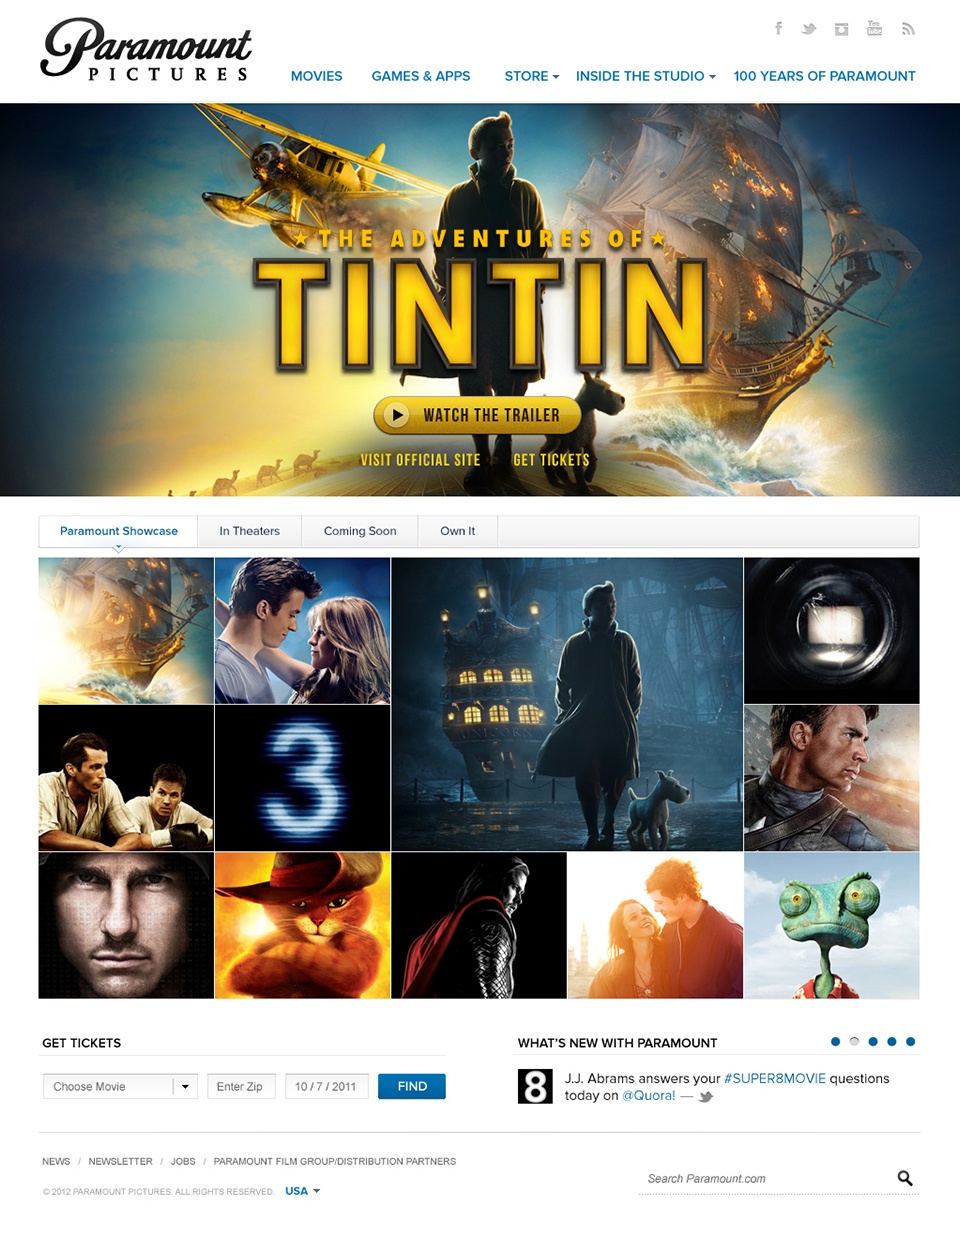 Paramount
PICTURES
MOVIES GAMES & APPS STORE INSIDE THE STUDIO 100 YEARS OF PARAMOUNT
THE ADVENTURES OF
TINTIN
WATCH THE TRAILER
VISIT OFFICIAL SITE GET TICKETS
Paramount Showcase In Theaters Coming Soon Own It
UNICORN
3
GET TICKETS
Choose Movie Enter Zip 10 / 7 / 2011 FIND
WHAT'S NEW WITH PARAMOUNT
8
J.J. Abrams answers your #SUPER8MOVIE questions
today on @Quora! —
NEWS / NEWSLETTER / JOBS / PARAMOUNT FILM GROUP/DISTRIBUTION PARTNERS
© 2012 PARAMOUNT PICTURES. ALL RIGHTS RESERVED. USA
Search Paramount.com